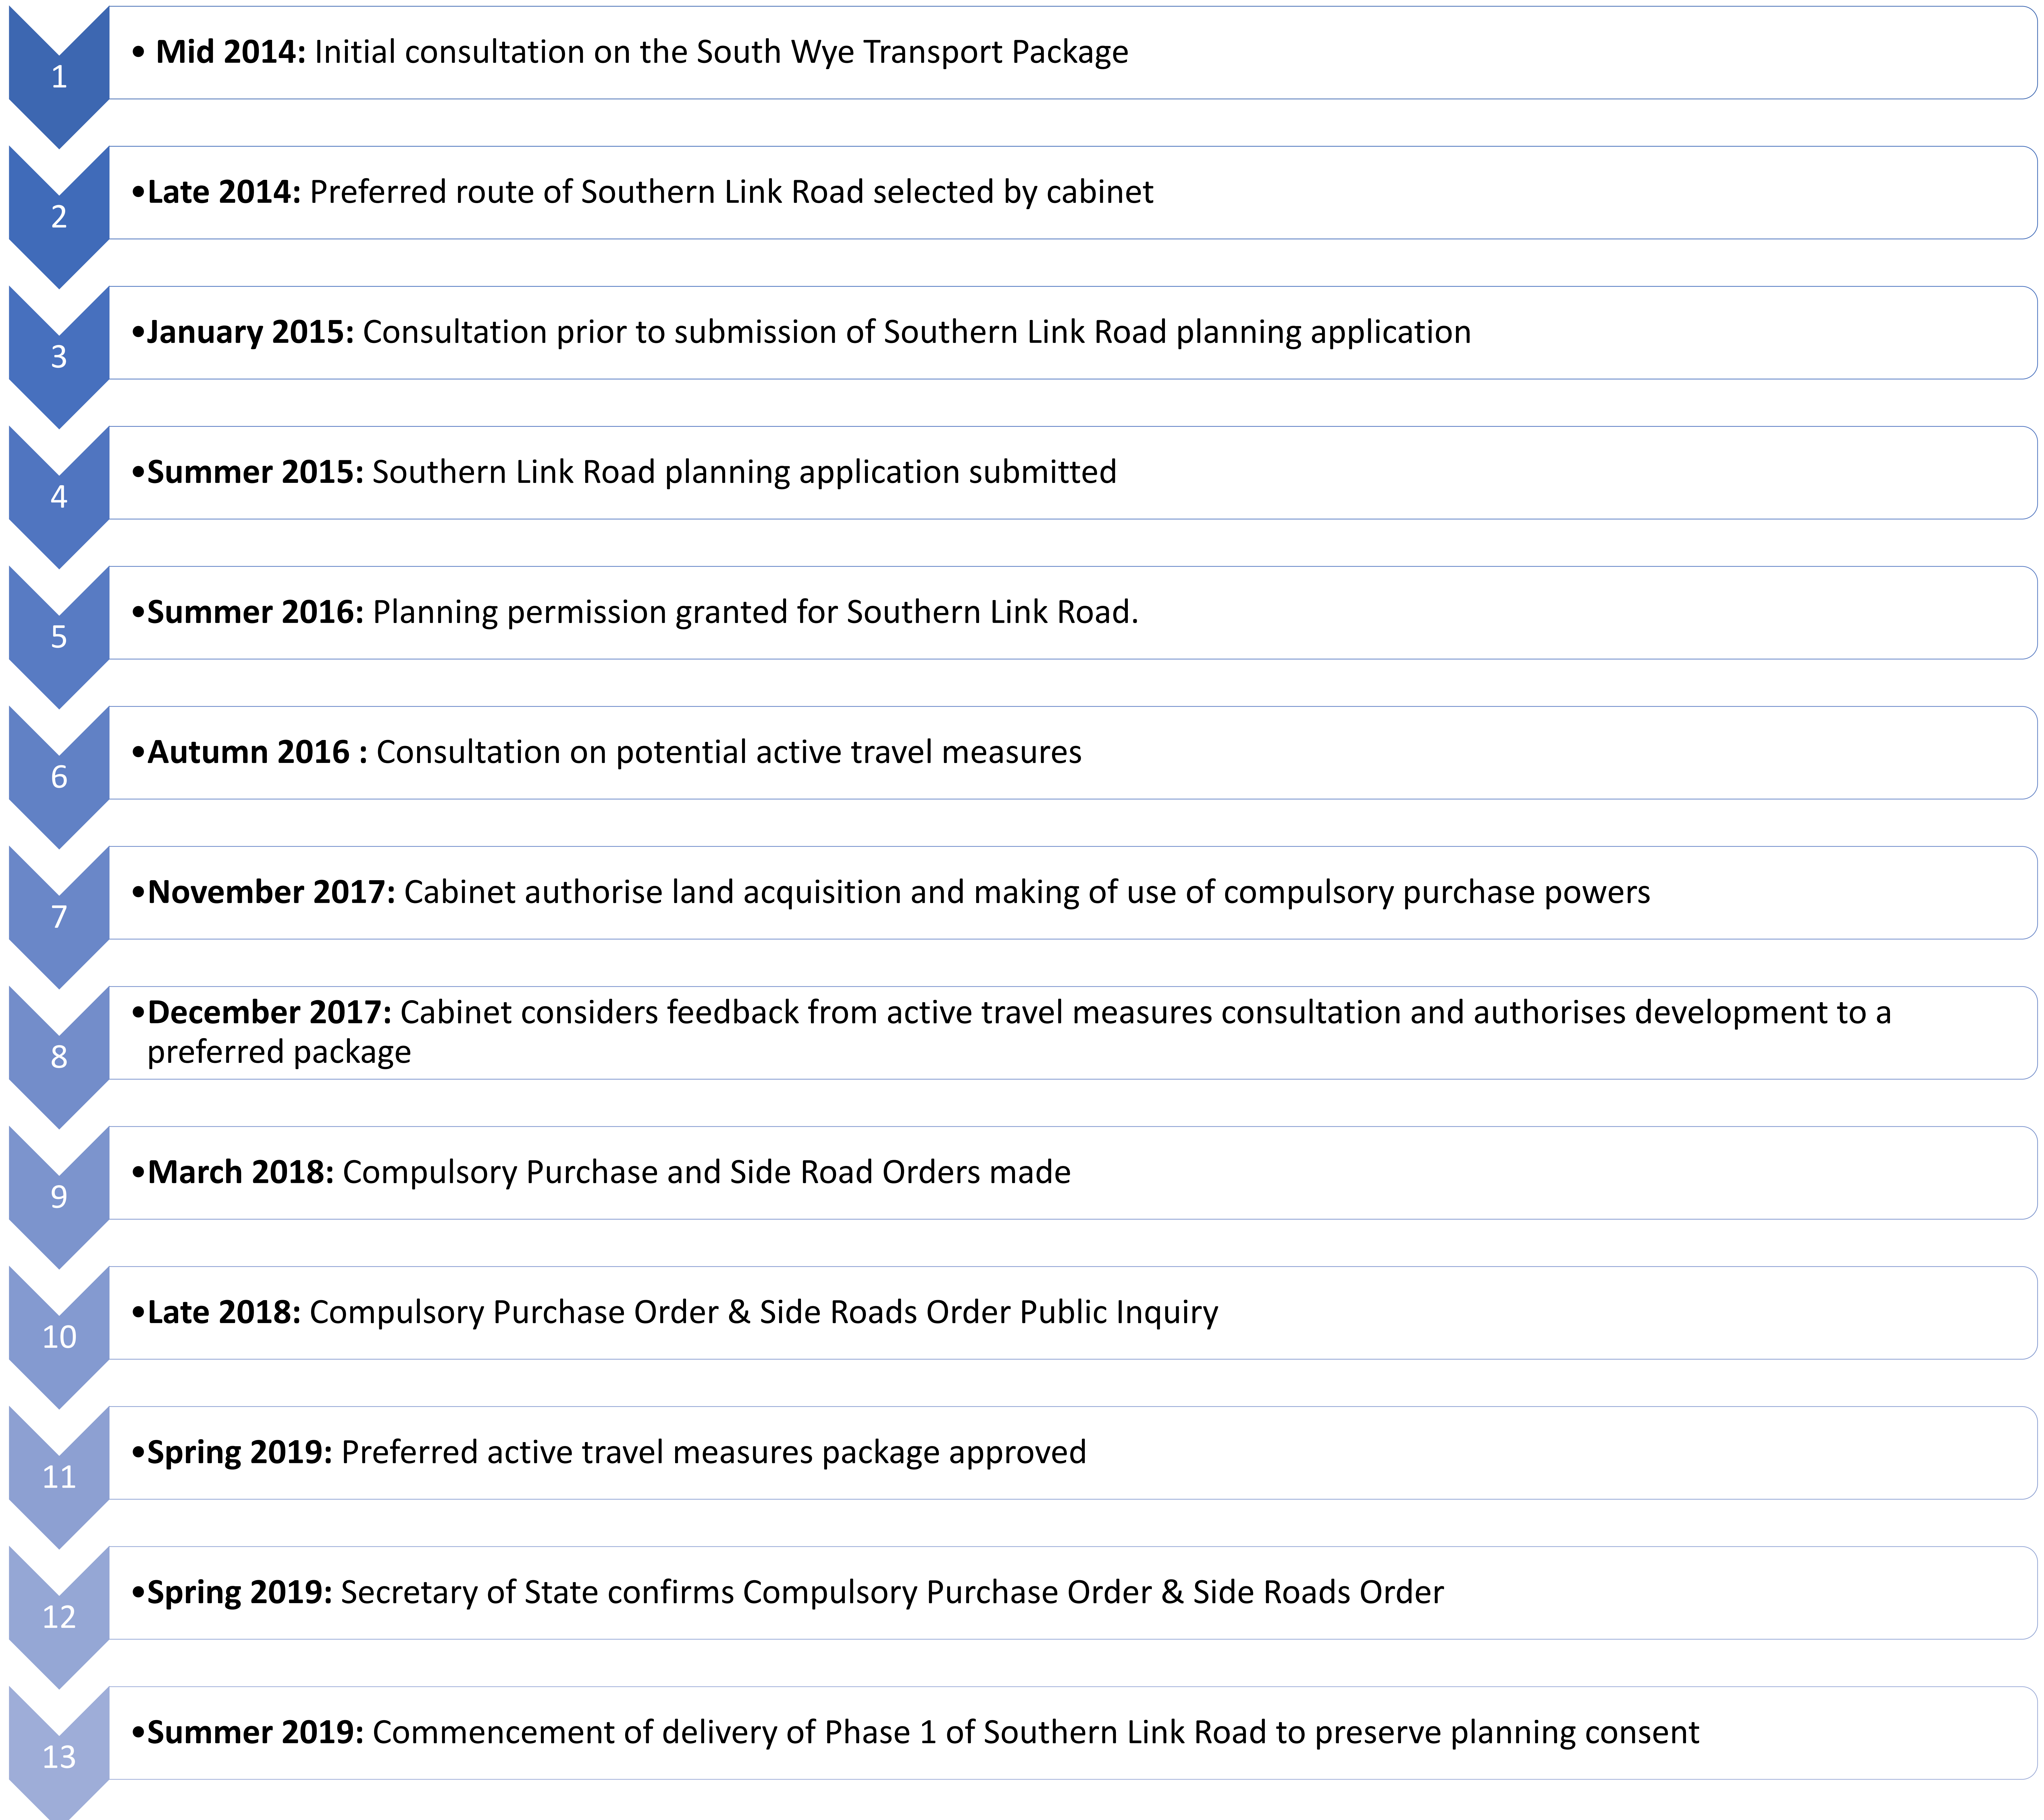 1
• Mid 2014: Initial consultation on the South Wye Transport Package
2
•Late 2014: Preferred route of Southern Link Road selected by cabinet
3
•January 2015: Consultation prior to submission of Southern Link Road planning application
4
•Summer 2015: Southern Link Road planning application submitted
5
•Summer 2016: Planning permission granted for Southern Link Road.
6
•Autumn 2016 : Consultation on potential active travel measures
7
•November 2017: Cabinet authorise land acquisition and making of use of compulsory purchase powers
8
•December 2017: Cabinet considers feedback from active travel measures consultation and authorises development to a
preferred package
9
•March 2018: Compulsory Purchase and Side Road Orders made
10
•Late 2018: Compulsory Purchase Order & Side Roads Order Public Inquiry
11
•Spring 2019: Preferred active travel measures package approved
12
•Spring 2019: Secretary of State confirms Compulsory Purchase Order & Side Roads Order
13
•Summer 2019: Commencement of delivery of Phase 1 of Southern Link Road to preserve planning consent